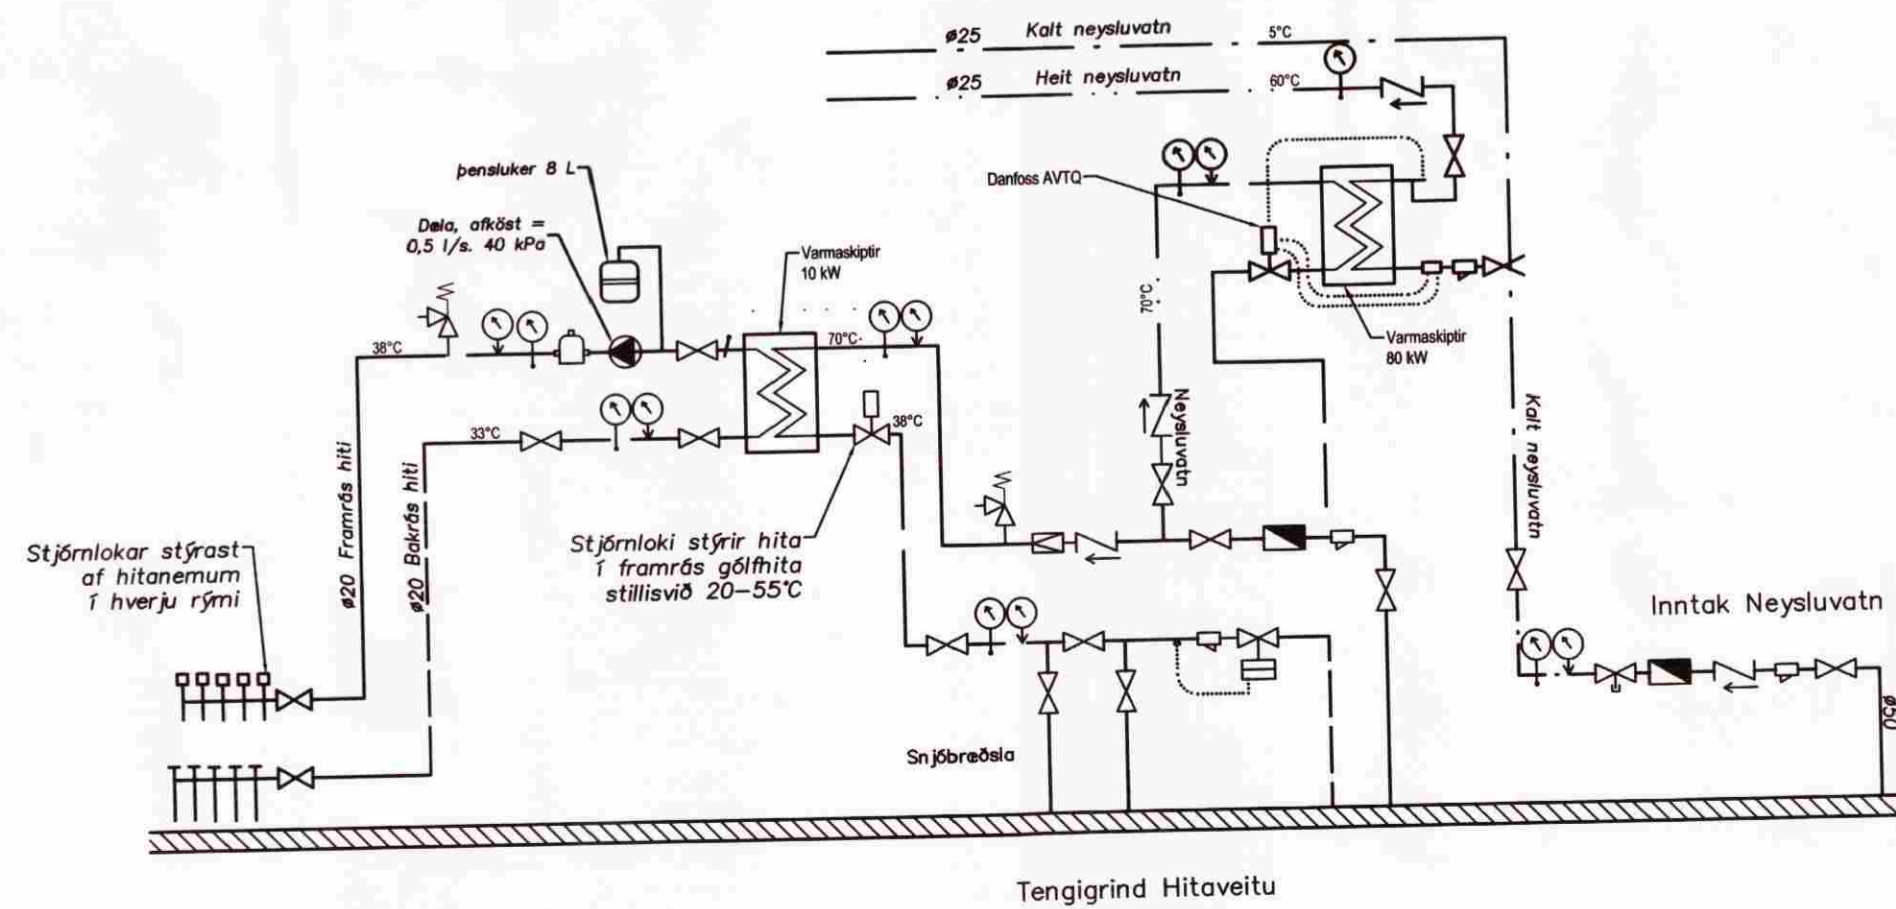 ø25 Kalt neysluvatn 5°C
ø25 Heit neysluvatn 60°C
þensluker 8 L
Dæla, afköst =
0,5 l/s. 40 kPa
Varmaskiptir
10 kW
Danfoss AVTQ
70°C
Varmaskiptir
80 kW
38°C
70°C
33°C
38°C
ø20 Framrás hiti
ø20 Bakrás hiti
Neysluvatn
Kalt neysluvatn
Stjórnlokar stýrast
af hitanemum
í hverju rými
Stjórnloki stýrir hita
í framrás gólfhita
stillisvið 20–55°C
Inntak Neysluvatn
ø50
Snjóbræðsla
Tengigrind Hitaveitu